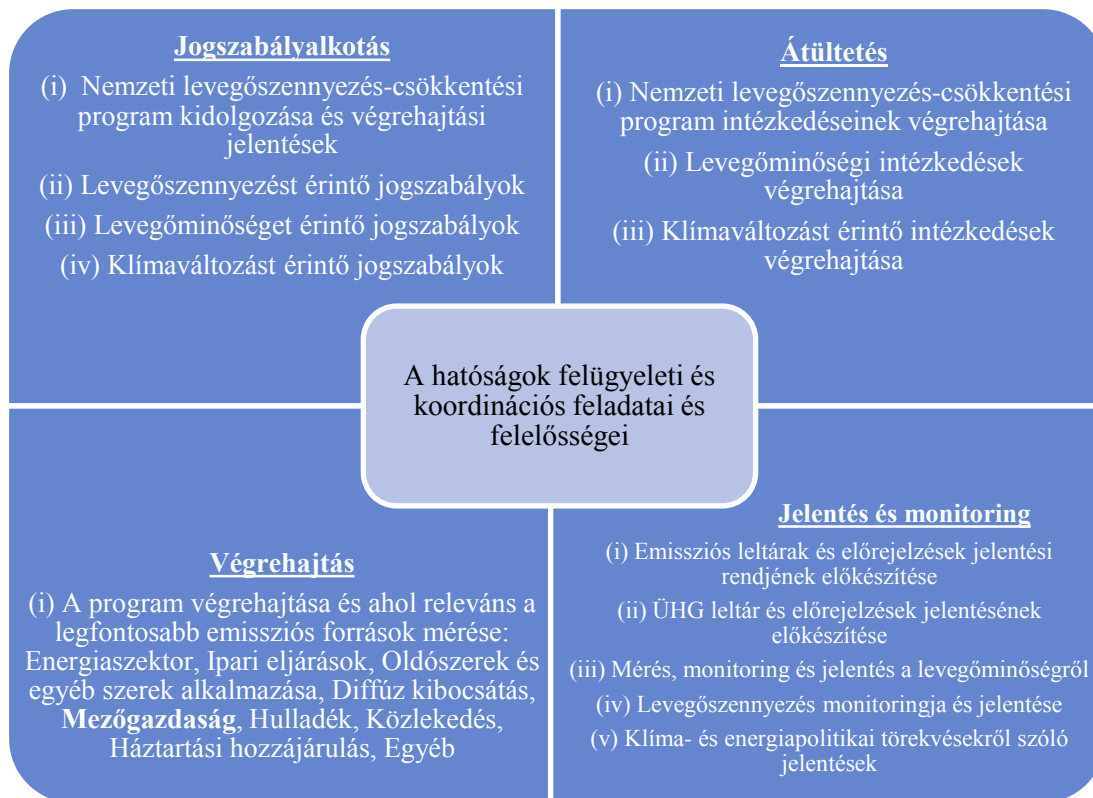 Jogszabályalkotás
(i) Nemzeti levegőszennyezés-csökkentési
program kidolgozása és végrehajtási
jelentések
(ii) Levegőszennyezést érintő jogszabályok
(iii) Levegőminőséget érintő jogszabályok
(iv) Klímaváltozást érintő jogszabályok
Átültetés
(i) Nemzeti levegőszennyezés-csökkentési
program intézkedéseinek végrehajtása
(ii) Levegőminőségi intézkedések
végrehajtása
(iii) Klímaváltozást érintő intézkedések
végrehajtása
A hatóságok felügyeleti és
koordinációs feladatai és
felelősségei
Végrehajtás
(i) A program végrehajtása és ahol releváns a
legfontosabb emissziós források mérése:
Energiaszektor, Ipari eljárások, Oldószerek és
egyéb szerek alkalmazása, Diffúz kibocsátás,
Mezőgazdaság, Hulladék, Közlekedés,
Háztartási hozzájárulás, Egyéb
Jelentés és monitoring
(i) Emissziós leltárak és előrejelzések jelentési
rendjének előkészítése
(ii) ÜHG leltár és előrejelzések jelentésének
előkészítése
(iii) Mérés, monitoring és jelentés a levegőminőségről
(iv) Levegőszennyezés monitoringja és jelentése
(v) Klíma- és energiapolitikai törekvésekről szóló
jelentések